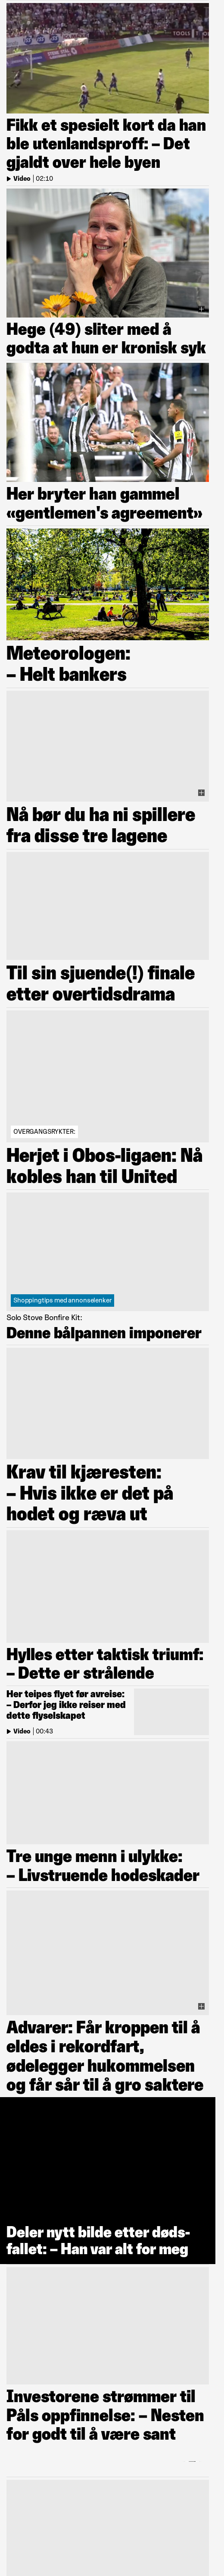 TOOLS
Fikk et spesielt kort da han
ble utenlandsproff: – Det
gjaldt over hele byen
Video | 02:10
Hege (49) sliter med å
godta at hun er kronisk syk
Her bryter han gammel
«gentlemen's agreement»
Meteorologen:
– Helt bankers
Nå bør du ha ni spillere
fra disse tre lagene
Til sin sjuende(!) finale
etter overtidsdrama
OVERGANGSRYKTER:
Herjet i Obos-ligaen: Nå
kobles han til United
Shoppingtips med annonselenker
Solo Stove Bonfire Kit:
Denne bålpannen imponerer
Krav til kjæresten:
– Hvis ikke er det på
hodet og ræva ut
Hylles etter taktisk triumf:
– Dette er strålende
Her teipes flyet før avreise:
– Derfor jeg ikke reiser med
dette flyselskapet
Video | 00:43
Tre unge menn i ulykke:
– Livstruende hodeskader
Advarer: Får kroppen til å
eldes i rekordfart,
ødelegger hukommelsen
og får sår til å gro saktere
Deler nytt bilde etter døds-
fallet: – Han var alt for meg
Investorene strømmer til
Påls oppfinnelse: – Nesten
for godt til å være sant